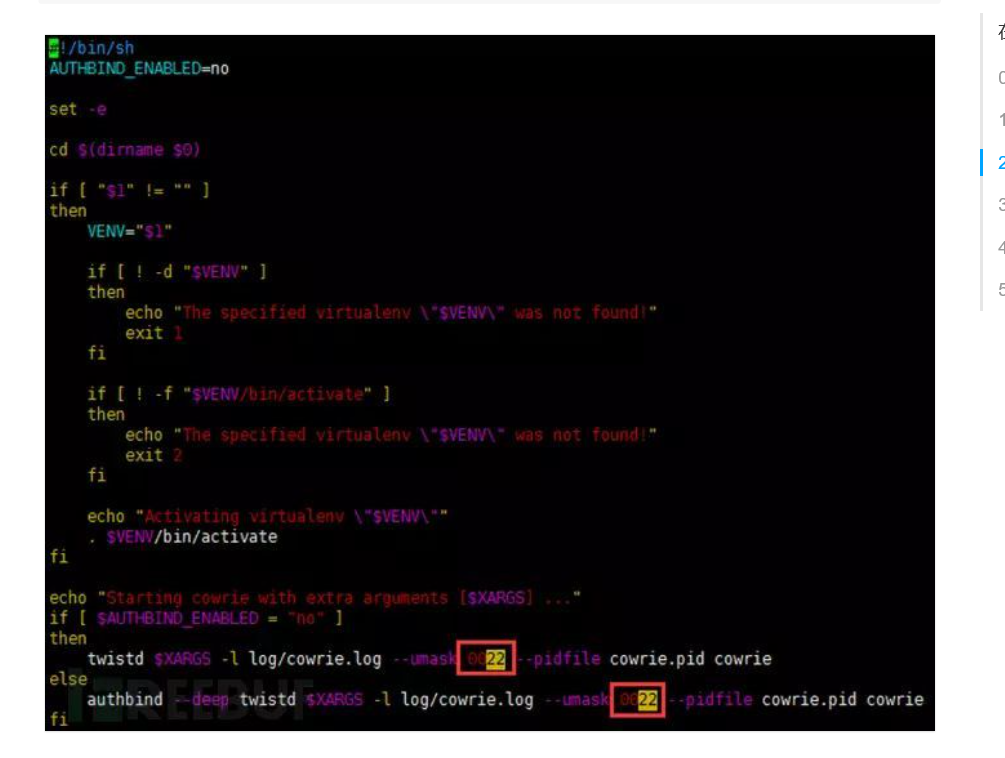 #!/bin/sh
AUTHBIND_ENABLED=no
set -e
cd $(dirname $0)
if [ "$1" != "" ]
then
VENV="$1"
if [ ! -d "$VENV" ]
then
echo "The specified virtualenv \"$VENV\" was not found!"
exit 1
fi
if [ ! -f "$VENV/bin/activate" ]
then
echo "The specified virtualenv \"$VENV\" was not found!"
exit 2
fi
echo "Activating virtualenv \"$VENV\""
. $VENV/bin/activate
fi
echo "Starting cowrie with extra arguments [$XARGS] ..."
if [ $AUTHBIND_ENABLED = "no" ]
then
twistd $XARGS -l log/cowrie.log --umask 0022 --pidfile cowrie.pid cowrie
else
authbind --deep twistd $XARGS -l log/cowrie.log --umask 0022 --pidfile cowrie.pid cowrie
fi
REEBUF
1
2
3
4
5